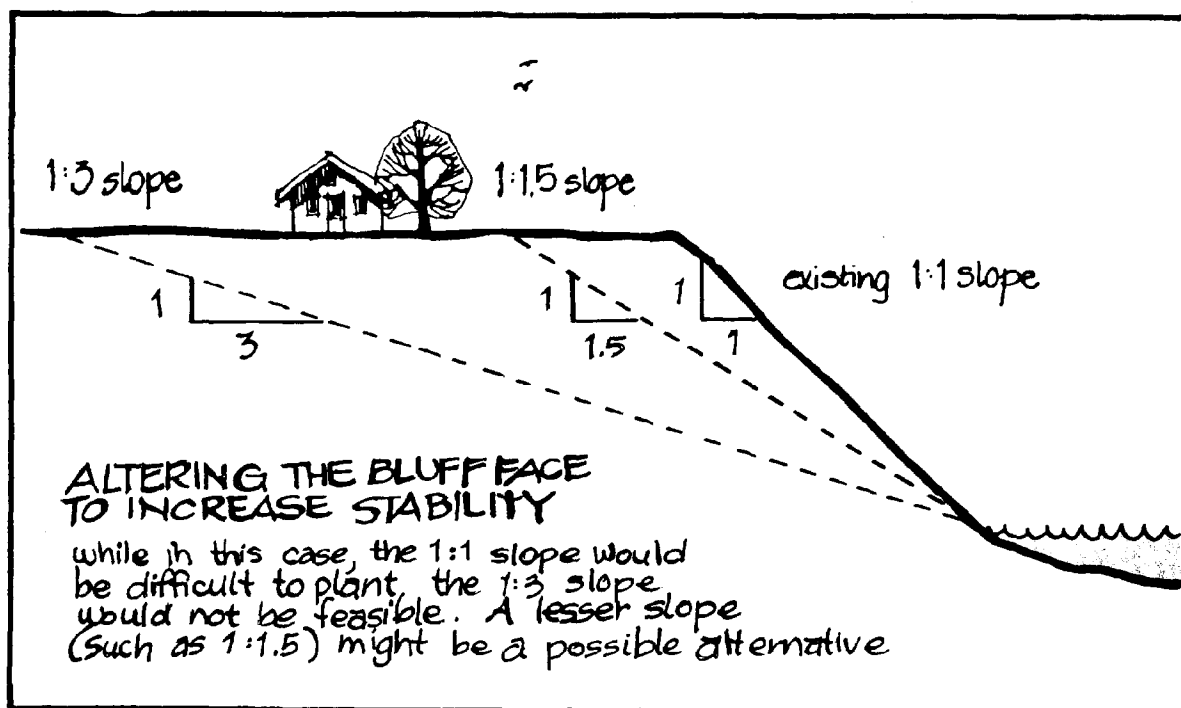 1:3 slope
1:1.5 slope
existing 1:1 slope
1
3
1
1.5
1
1
ALTERING THE BLUFF FACE
TO INCREASE STABILITY
while in this case, the 1:1 slope would
be difficult to plant, the 1:3 slope
would not be feasible. A lesser slope
(such as 1:1.5) might be a possible alternative